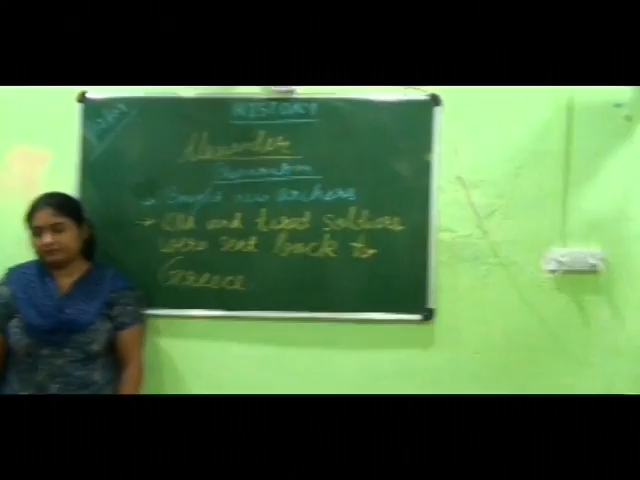 HISTORY
Alexander
→ Bought new archers
→ Old and tired soldiers
were sent back to
Greece